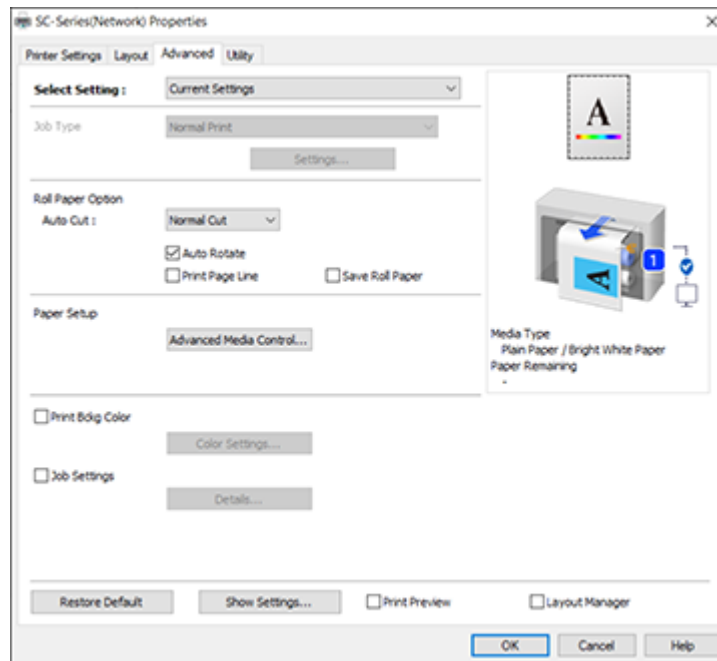 SC-Series(Network) Properties
Printer Settings Layout Advanced Utility
Select Setting : Current Settings
Job Type Normal Print
Settings...
Roll Paper Option
Auto Cut : Normal Cut
Auto Rotate
Print Page Line Save Roll Paper
Paper Setup
Advanced Media Control...
Print Bckg Color
Color Settings...
Job Settings
Details...
A
A
1
Media Type
Plain Paper / Bright White Paper
Paper Remaining
-
Restore Default Show Settings... Print Preview Layout Manager
OK Cancel Help